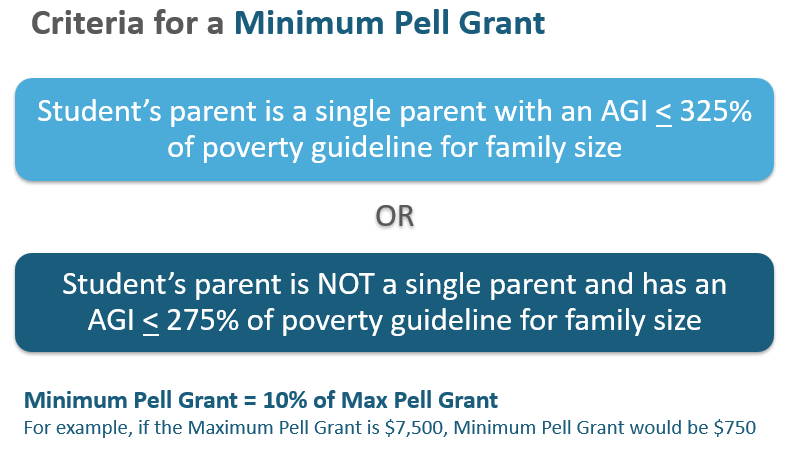 Criteria for a Minimum Pell Grant
Student's parent is a single parent with an AGI ≤ 325%
of poverty guideline for family size
OR
Student's parent is NOT a single parent and has an
AGI ≤ 275% of poverty guideline for family size
Minimum Pell Grant = 10% of Max Pell Grant
For example, if the Maximum Pell Grant is $7,500, Minimum Pell Grant would be $750